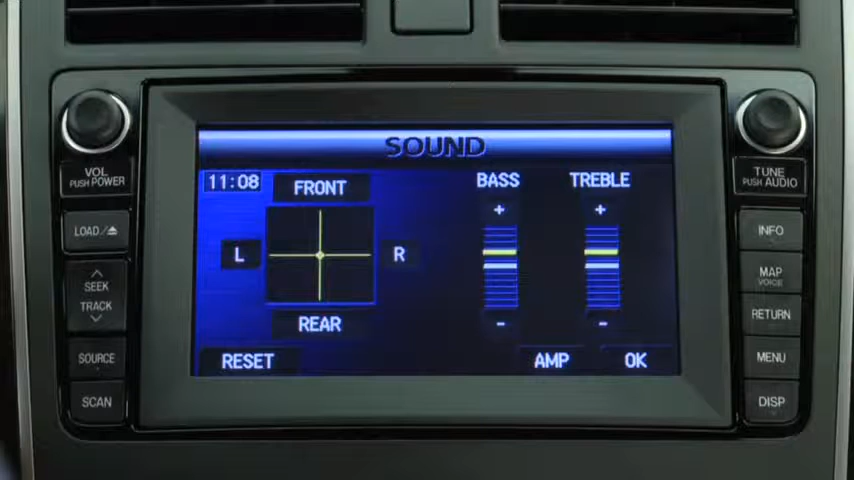 SOUND
VOL
PUSH POWER
TUNE
PUSH AUDIO
11:08
FRONT
BASS
TREBLE
+
+
LOAD/⏏
INFO
L
R
SEEK
TRACK
MAP
VOICE
REAR
-
-
RETURN
SOURCE
RESET
AMP
OK
MENU
SCAN
DISP